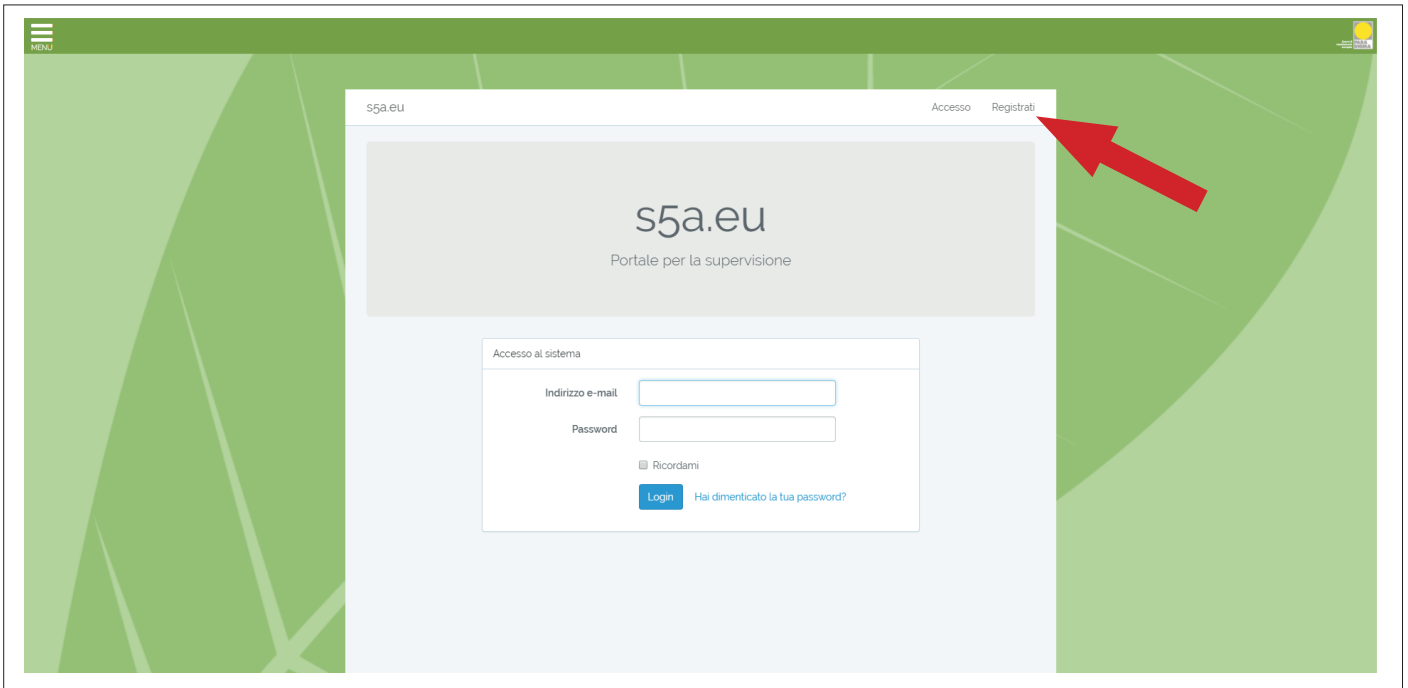 MENU
s5a.eu
Accesso Registrati
s5a.eu
Portale per la supervisione
Accesso al sistema
Indirizzo e-mail
Password
Ricordami
Login Hai dimenticato la tua password?